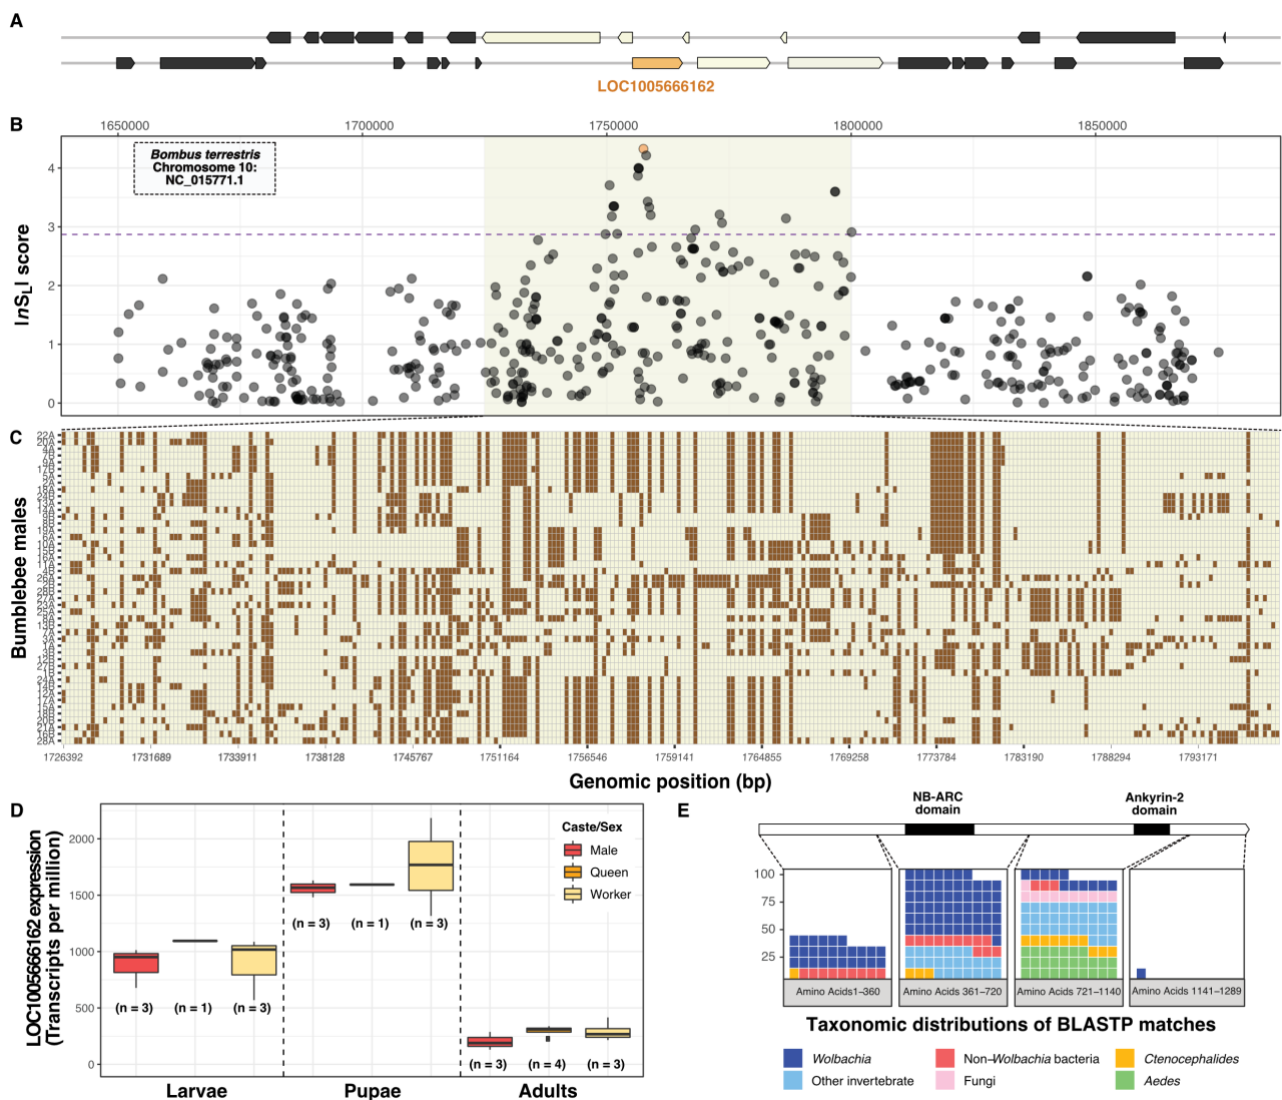 A
LOC1005666162
B
1650000 1700000 1750000 1800000 1850000
Bombus terrestris
Chromosome 10:
NC_015771.1
4
3
2
1
0
|nSL| score
C
Bumblebee males
1726392 1731689 1733911 1738128 1745767 1751164 1756546 1759141 1764855 1769258 1773784 1783190 1788294 1793171
Genomic position (bp)
D
LOC1005666162 expression
(Transcripts per million)
2000
1500
1000
500
0
Caste/Sex
Male
Queen
Worker
(n = 3) (n = 1) (n = 3)
(n = 3) (n = 1) (n = 3)
(n = 3) (n = 4) (n = 3)
Larvae Pupae Adults
E
NB-ARC
domain
Ankyrin-2
domain
100
75
50
25
Amino Acids1–360 Amino Acids 361–720 Amino Acids 721–1140 Amino Acids 1141–1289
Taxonomic distributions of BLASTP matches
Wolbachia Non-Wolbachia bacteria Ctenocephalides
Other invertebrate Fungi Aedes